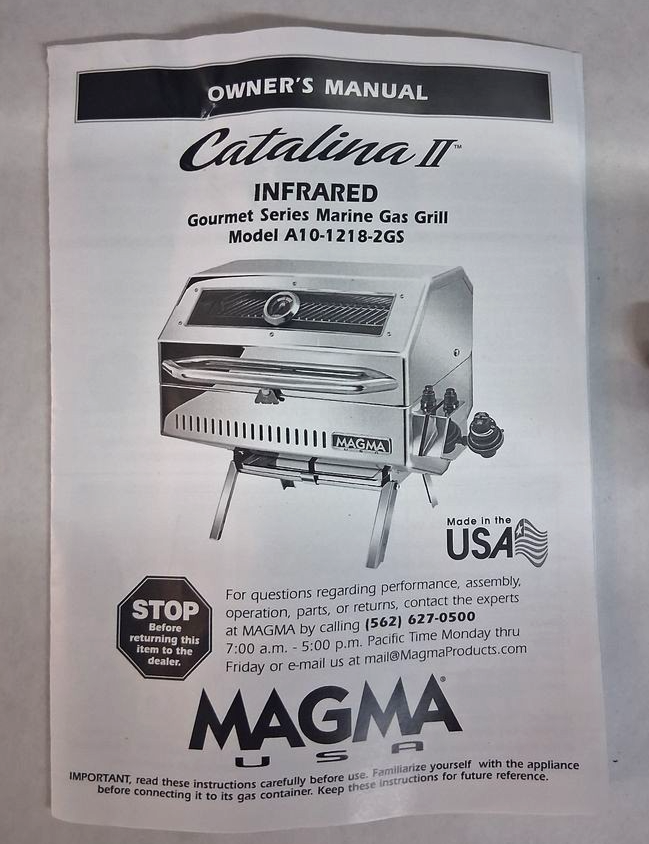 OWNER'S MANUAL
Catalina II™
INFRARED
Gourmet Series Marine Gas Grill
Model A10-1218-2GS
MAGMA
Made in the
USA
STOP
Before
returning this
item to the
dealer.
For questions regarding performance, assembly,
operation, parts, or returns, contact the experts
at MAGMA by calling (562) 627-0500
7:00 a.m. - 5:00 p.m. Pacific Time Monday thru
Friday or e-mail us at mail@MagmaProducts.com
MAGMA®
USA
IMPORTANT, read these instructions carefully before use. Familiarize yourself with the appliance
before connecting it to its gas container. Keep these instructions for future reference.